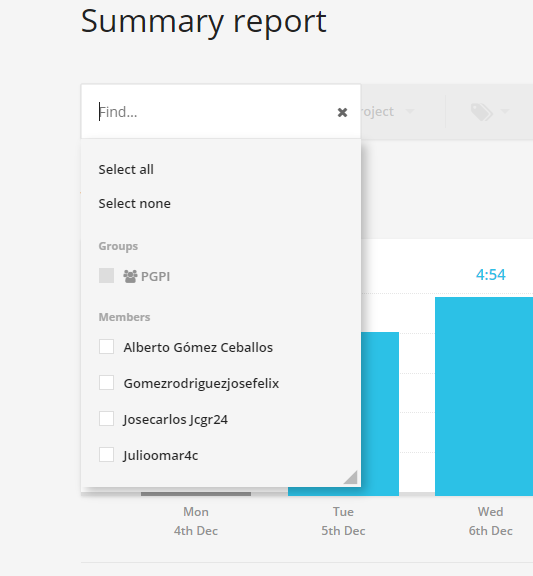 Summary report
Find...
roject
Select all
Select none
Groups
PGPI
Members
Alberto Gómez Ceballos
Gomezrodriguezjosefelix
Josecarlos Jcgr24
Julioomar4c
4:54
Mon
4th Dec
Tue
5th Dec
Wed
6th Dec